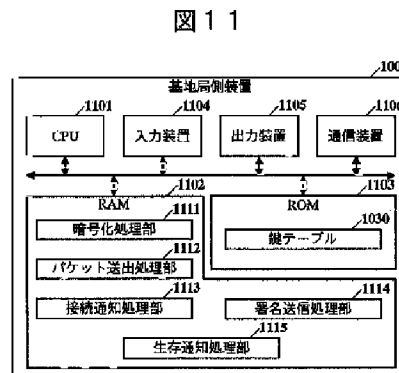 図１１
100
基地局側装置
1101
1104
1105
1106
CPU
入力装置
出力装置
通信装置
1102
1103
RAM
ROM
1111
暗号化処理部
1030
鍵テーブル
1112
パケット送出処理部
1113
接続通知処理部
1114
署名送信処理部
1115
生存通知処理部